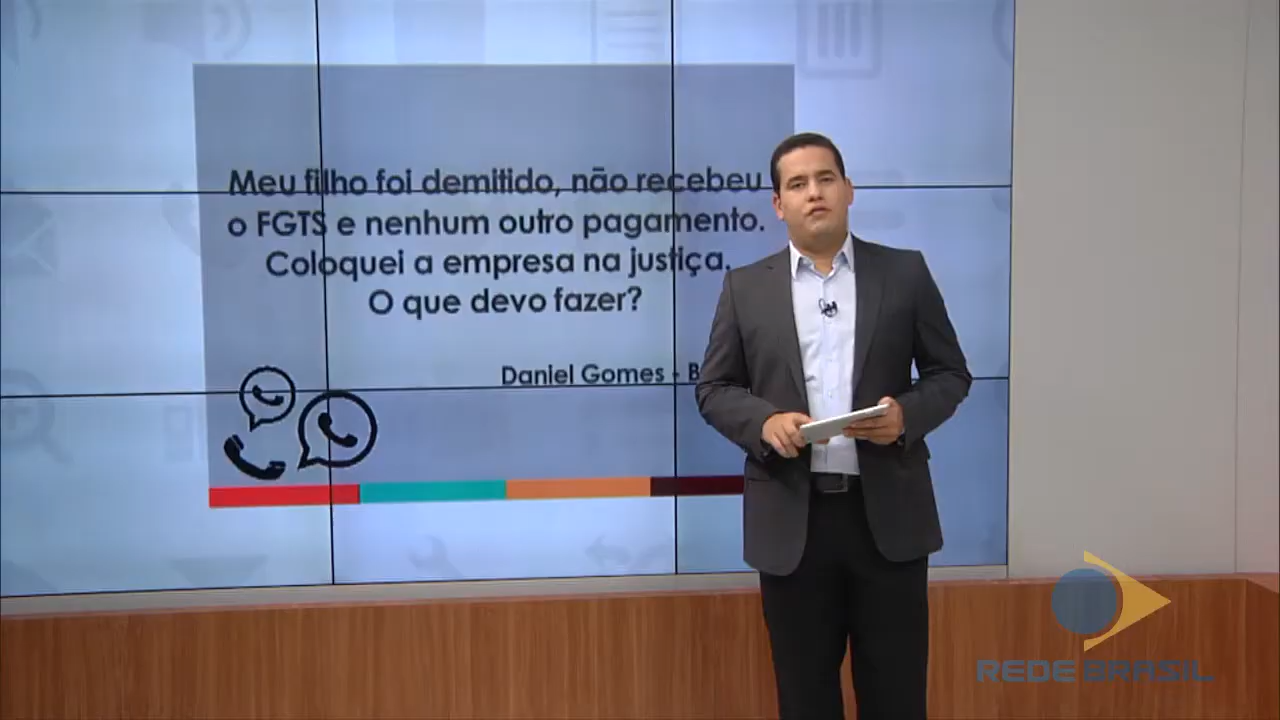 Meu filho foi demitido, não recebeu
o FGTS e nenhum outro pagamento.
Coloquei a empresa na justiça.
O que devo fazer?
Daniel Gomes - B
REDE BRASIL